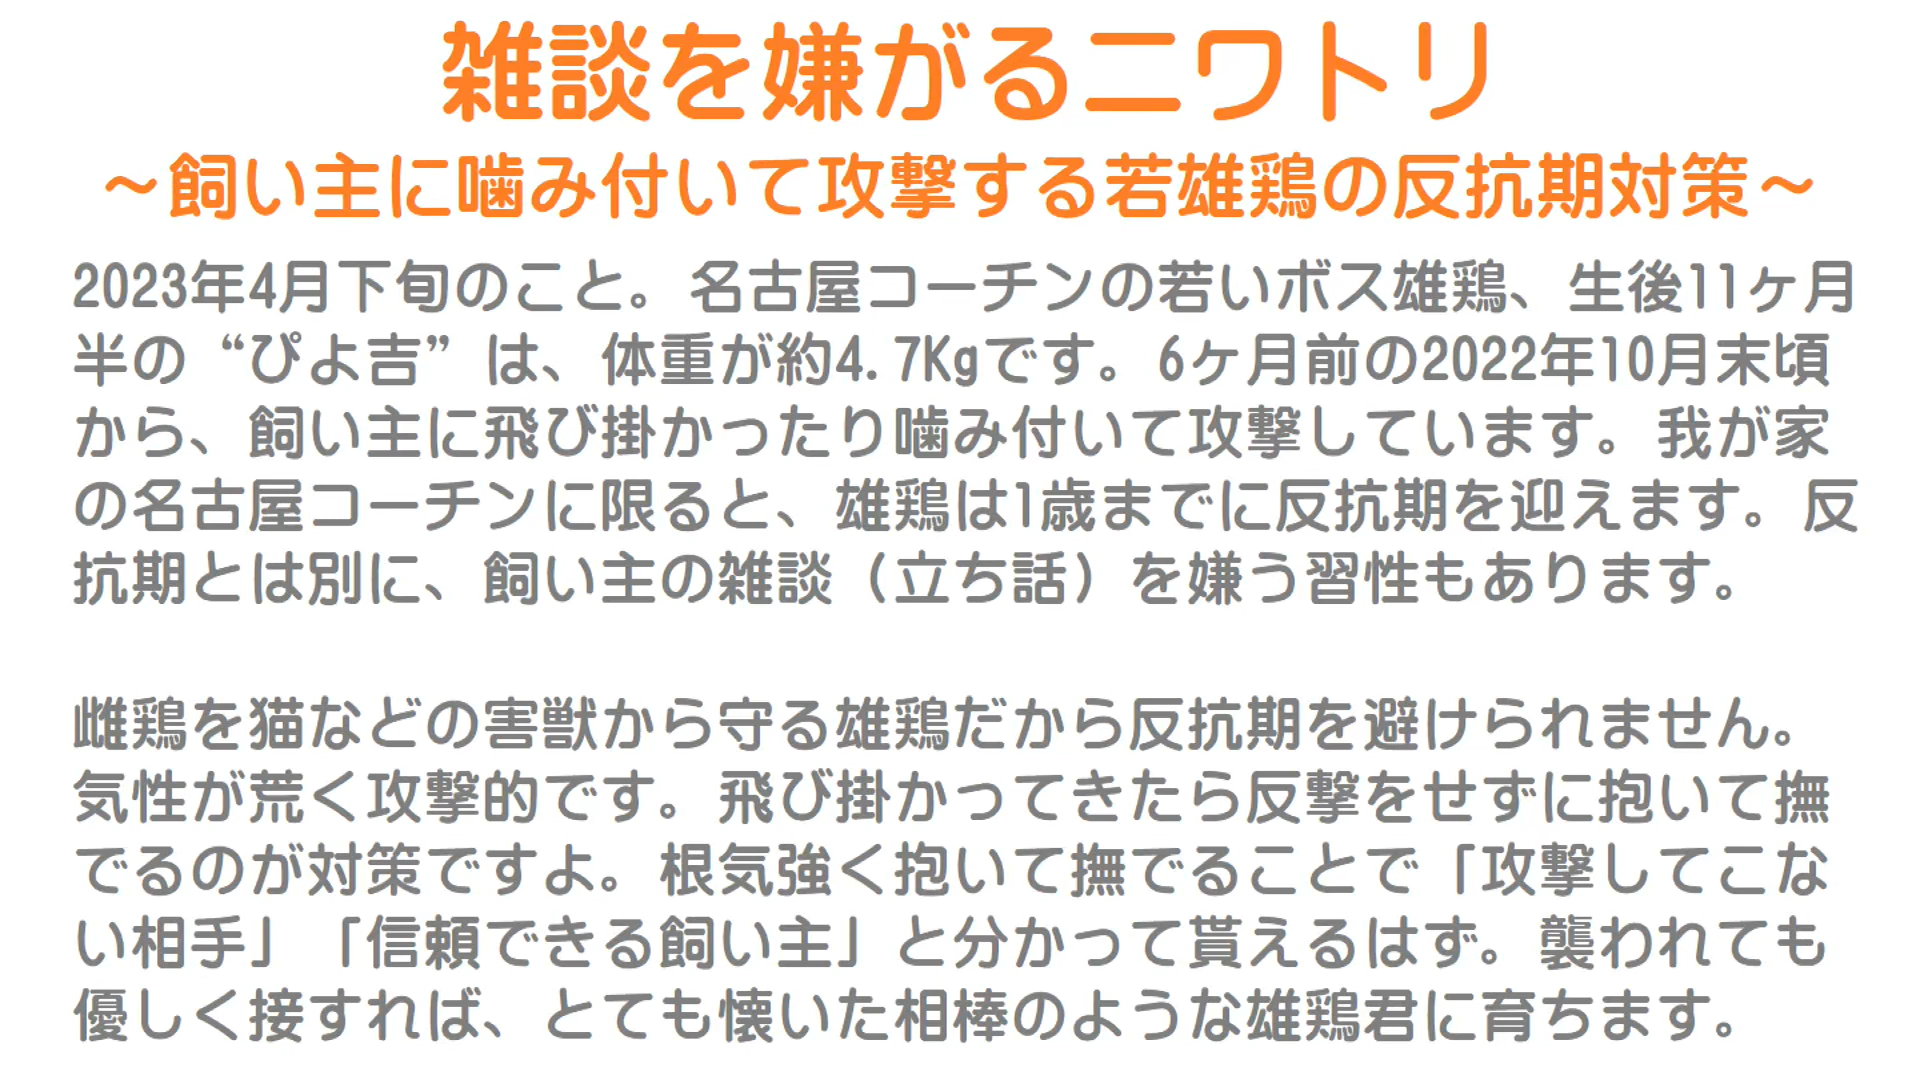 雑談を嫌がるニワトリ
～飼い主に噛み付いて攻撃する若雄鶏の反抗期対策～
2023年4月下旬のこと。名古屋コーチンの若いボス雄鶏、生後11ヶ月
半の“ぴよ吉”は、体重が約4.7Kgです。6ヶ月前の2022年10月末頃
から、飼い主に飛び掛かったり噛み付いて攻撃しています。我が家
の名古屋コーチンに限ると、雄鶏は1歳までに反抗期を迎えます。反
抗期とは別に、飼い主の雑談（立ち話）を嫌う習性もあります。
雌鶏を猫などの害獣から守る雄鶏だから反抗期を避けられません。
気性が荒く攻撃的です。飛び掛かってきたら反撃をせずに抱いて撫
でるのが対策ですよ。根気強く抱いて撫でることで「攻撃してこな
い相手」「信頼できる飼い主」と分かって貰えるはず。襲われても
優しく接すれば、とても懐いた相棒のような雄鶏君に育ちます。